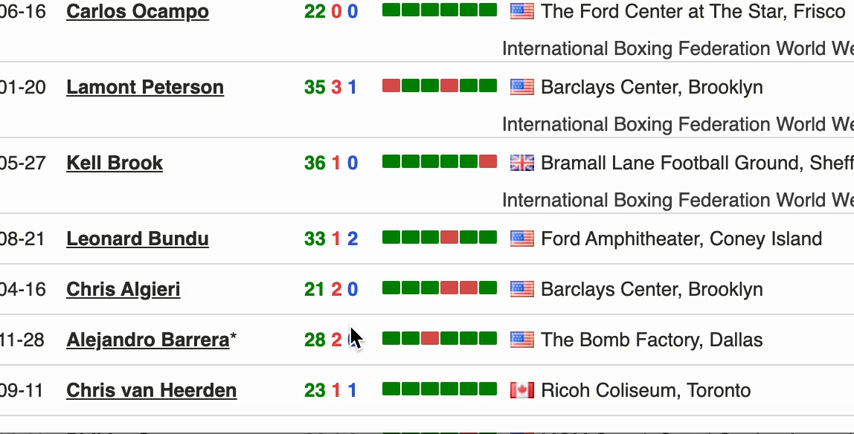 06-16 Carlos Ocampo 22 0 0 The Ford Center at The Star, Frisco
International Boxing Federation World We
01-20 Lamont Peterson 35 3 1 Barclays Center, Brooklyn
International Boxing Federation World We
05-27 Kell Brook 36 1 0 Bramall Lane Football Ground, Sheff
International Boxing Federation World We
08-21 Leonard Bundu 33 1 2 Ford Amphitheater, Coney Island
04-16 Chris Algieri 21 2 0 Barclays Center, Brooklyn
11-28 Alejandro Barrera* 28 2 The Bomb Factory, Dallas
09-11 Chris van Heerden 23 1 1 Ricoh Coliseum, Toronto